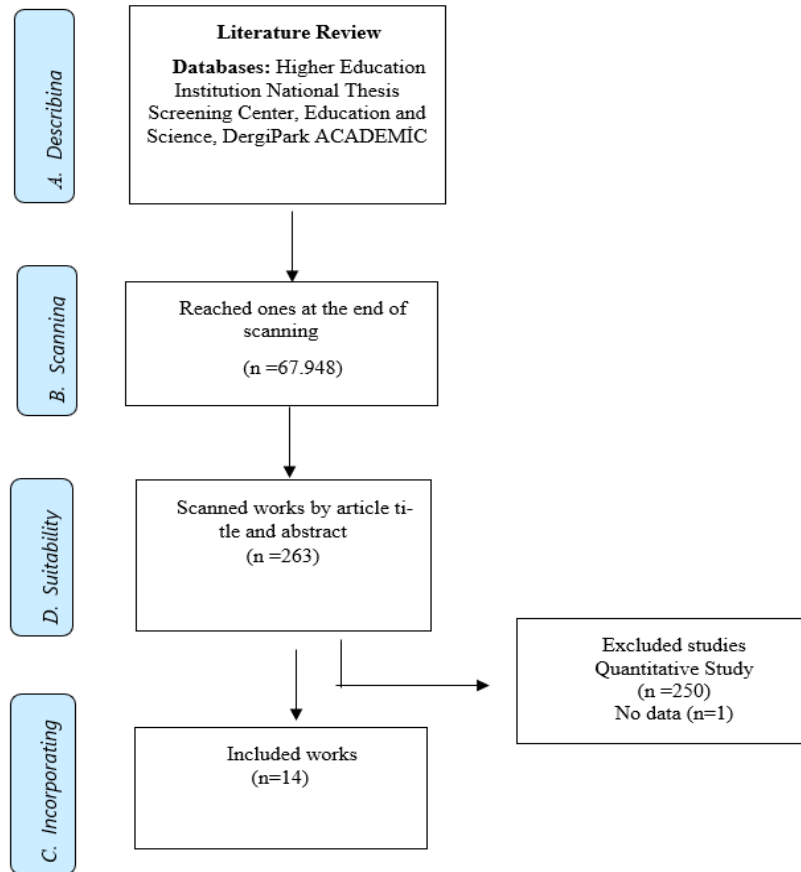 A. Describina
Literature Review
Databases: Higher Education
Institution National Thesis
Screening Center, Education and
Science, DergiPark ACADEMİC
B. Scannina
Reached ones at the end of
scanning
(n =67.948)
D. Suitability
Scanned works by article ti-
tle and abstract
(n =263)
Excluded studies
Quantitative Study
(n =250)
No data (n=1)
C. Incorporating
Included works
(n=14)